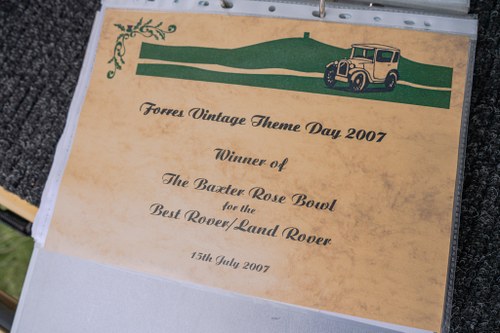 Forres Vintage Theme Day 2007
Winner of
The Baxter Rose Bowl
for the
Best Rover/Land Rover
15th July 2007